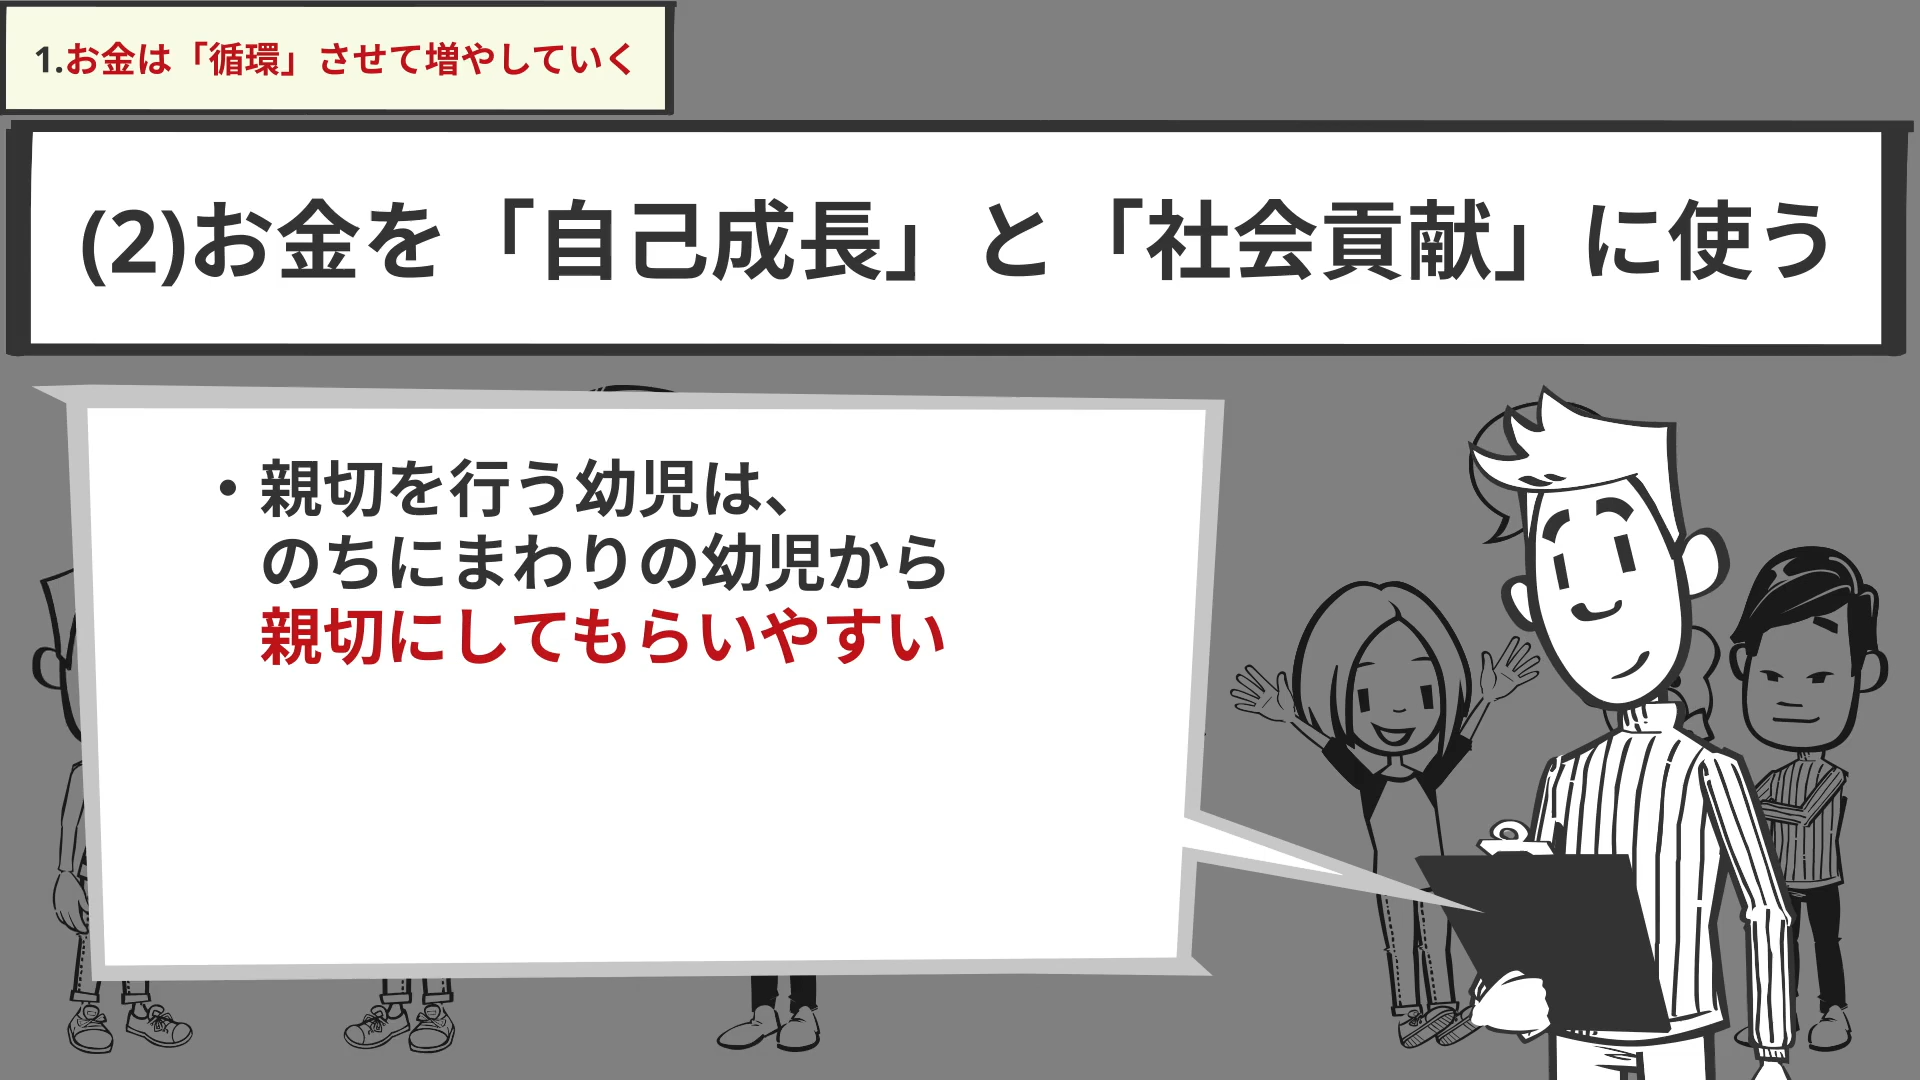 1.お金は「循環」させて増やしていく
(2)お金を「自己成長」と「社会貢献」に使う
・親切を行う幼児は、
のちにまわりの幼児から
親切にしてもらいやすい